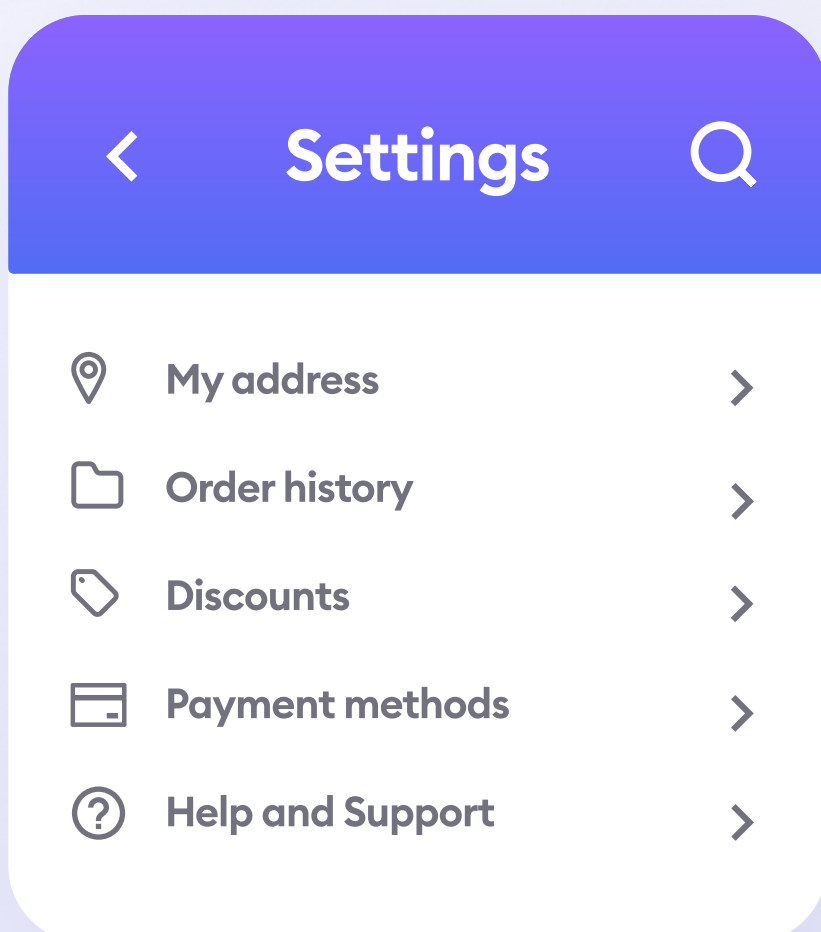 Settings
My address
Order history
Discounts
Payment methods
Help and Support